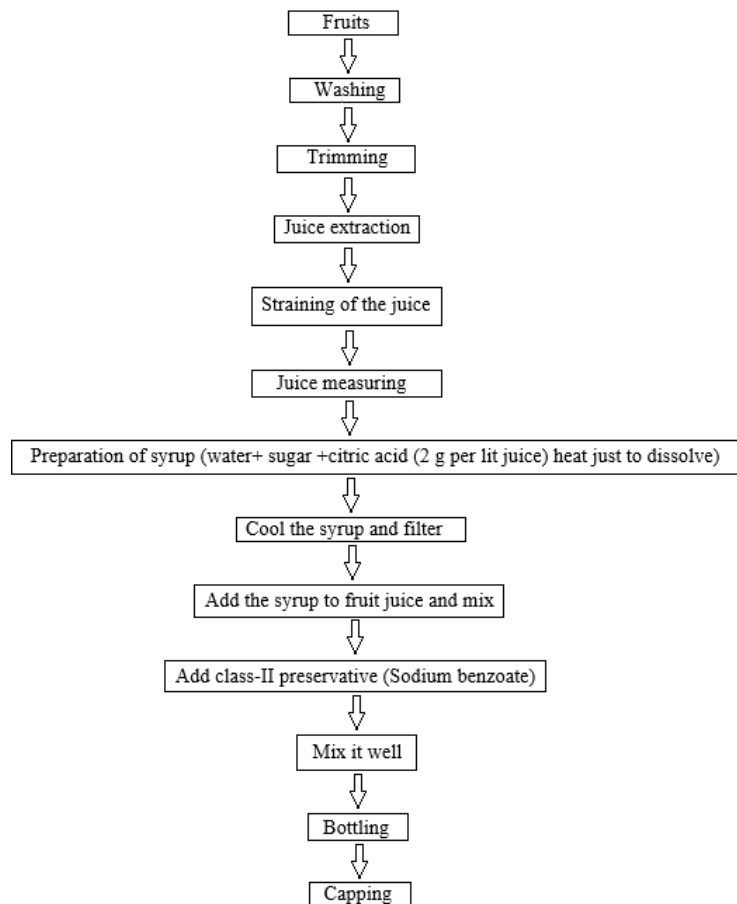 Fruits
Washing
Trimming
Juice extraction
Straining of the juice
Juice measuring
Preparation of syrup (water+ sugar +citric acid (2 g per lit juice) heat just to dissolve)
Cool the syrup and filter
Add the syrup to fruit juice and mix
Add class-II preservative (Sodium benzoate)
Mix it well
Bottling
Capping